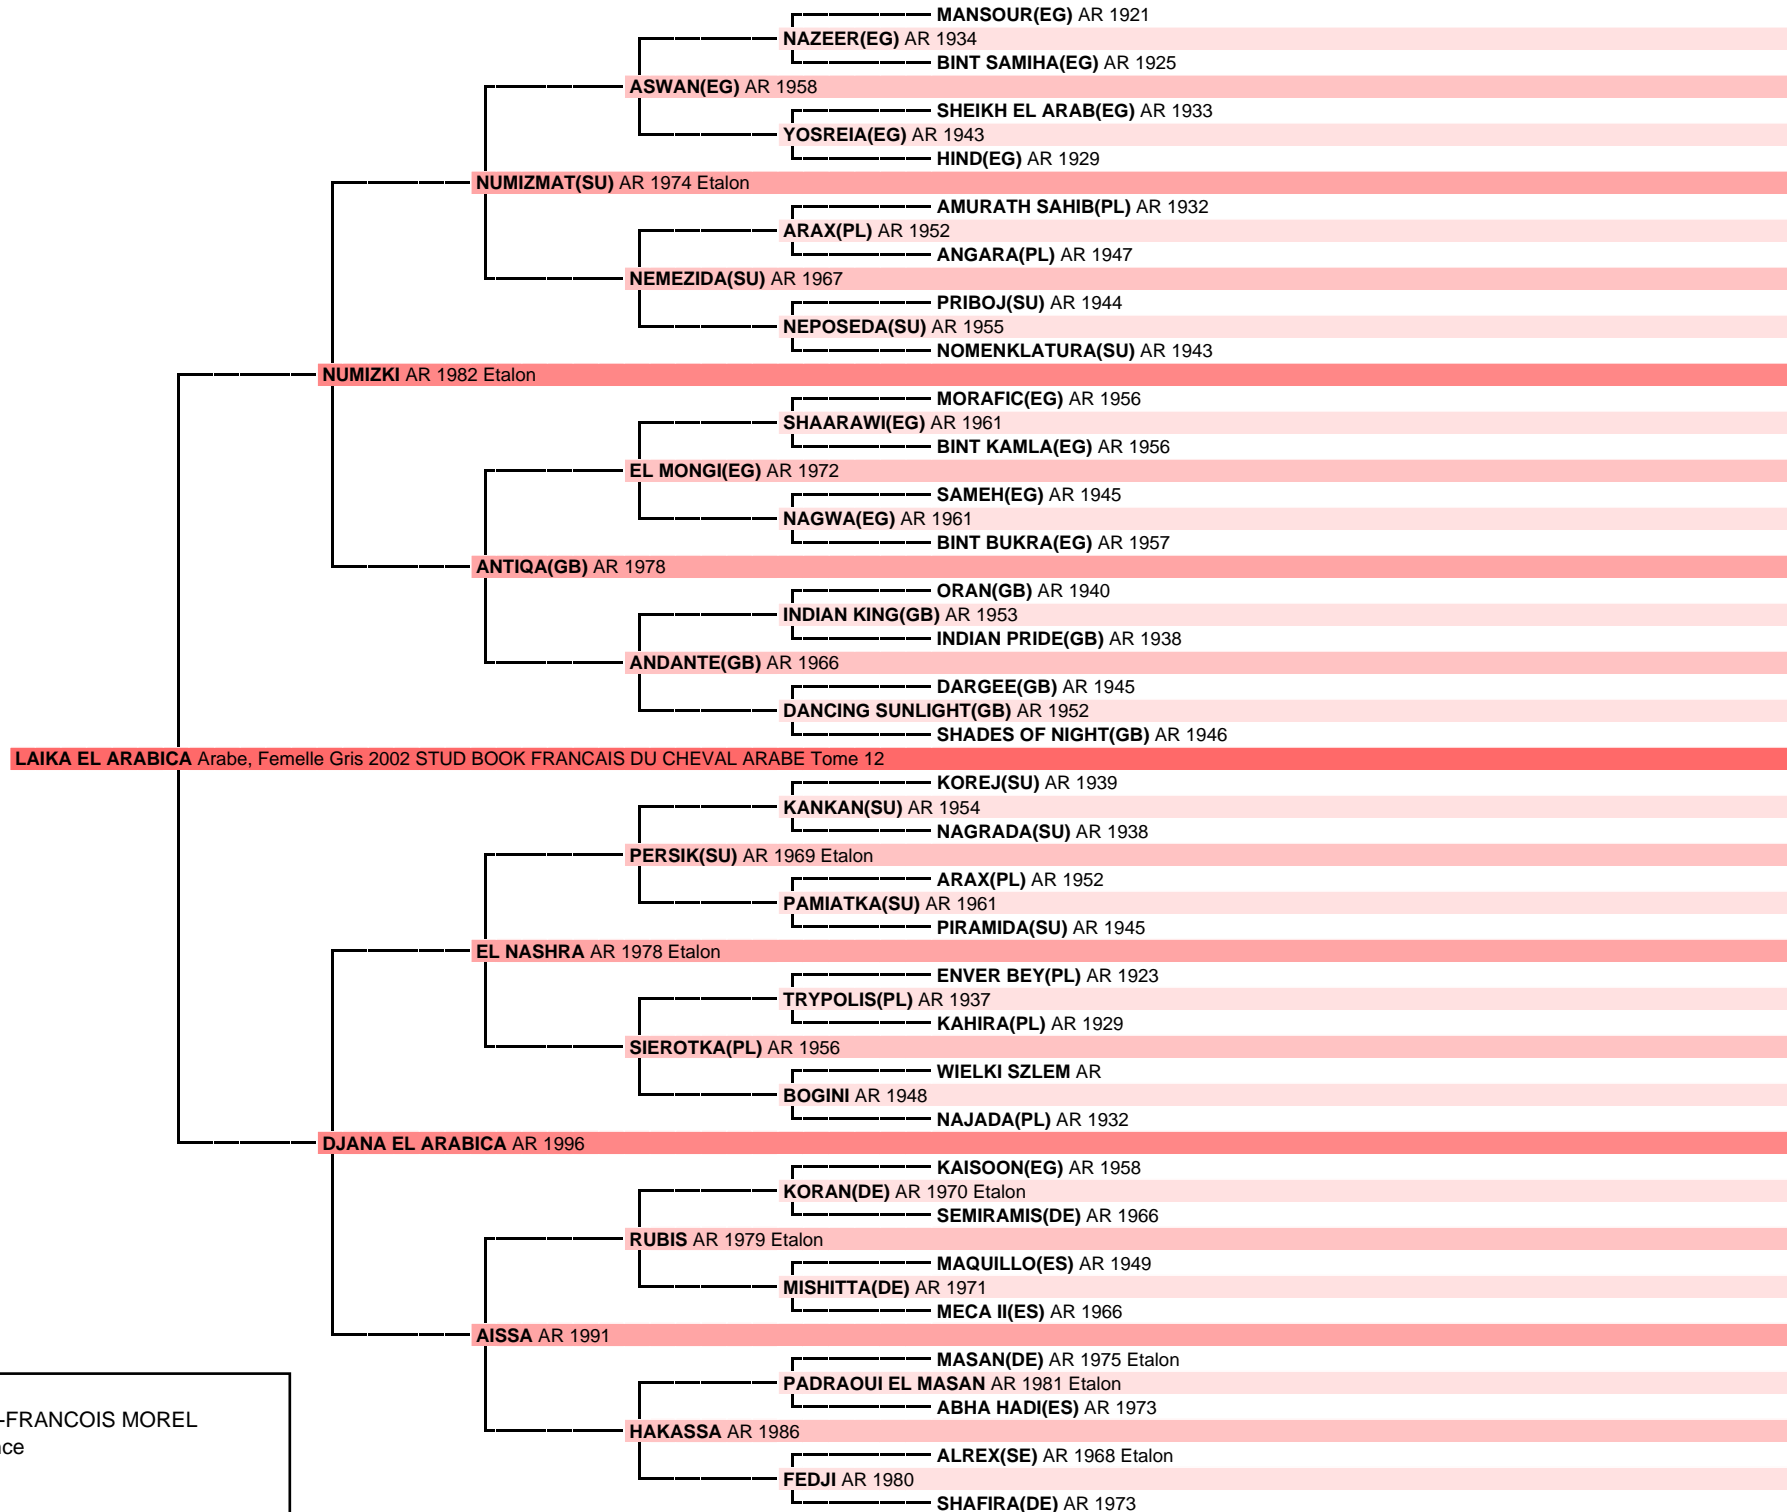 MANSOUR(EG) AR 1921
NAZEER(EG) AR 1934
BINT SAMIHA(EG) AR 1925
ASWAN(EG) AR 1958
SHEIKH EL ARAB(EG) AR 1933
YOSREIA(EG) AR 1943
HIND(EG) AR 1929
NUMIZMAT(SU) AR 1974 Etalon
AMURATH SAHIB(PL) AR 1932
ARAX(PL) AR 1952
ANGARA(PL) AR 1947
NEMEZIDA(SU) AR 1967
PRIBOJ(SU) AR 1944
NEPOSEDA(SU) AR 1955
NOMENKLATURA(SU) AR 1943
NUMIZKI AR 1982 Etalon
MORAFIC(EG) AR 1956
SHAARAWI(EG) AR 1961
BINT KAMLA(EG) AR 1956
EL MONGI(EG) AR 1972
SAMEH(EG) AR 1945
NAGWA(EG) AR 1961
BINT BUKRA(EG) AR 1957
ANTIQA(GB) AR 1978
ORAN(GB) AR 1940
INDIAN KING(GB) AR 1953
INDIAN PRIDE(GB) AR 1938
ANDANTE(GB) AR 1966
DARGEE(GB) AR 1945
DANCING SUNLIGHT(GB) AR 1952
SHADES OF NIGHT(GB) AR 1946
LAIKA EL ARABICA Arabe, Femelle Gris 2002 STUD BOOK FRANCAIS DU CHEVAL ARABE Tome 12
KOREJ(SU) AR 1939
KANKAN(SU) AR 1954
NAGRADA(SU) AR 1938
PERSIK(SU) AR 1969 Etalon
ARAX(PL) AR 1952
PAMIATKA(SU) AR 1961
PIRAMIDA(SU) AR 1945
EL NASHRA AR 1978 Etalon
ENVER BEY(PL) AR 1923
TRYPOLIS(PL) AR 1937
KAHIRA(PL) AR 1929
SIEROTKA(PL) AR 1956
WIELKI SZLEM AR
BOGINI AR 1948
NAJADA(PL) AR 1932
DJANA EL ARABICA AR 1996
KAISOON(EG) AR 1958
KORAN(DE) AR 1970 Etalon
SEMIRAMIS(DE) AR 1966
RUBIS AR 1979 Etalon
MAQUILLO(ES) AR 1949
MISHITTA(DE) AR 1971
MECA II(ES) AR 1966
AISSA AR 1991
MASAN(DE) AR 1975 Etalon
PADRAOUI EL MASAN AR 1981 Etalon
ABHA HADI(ES) AR 1973
HAKASSA AR 1986
ALREX(SE) AR 1968 Etalon
FEDJI AR 1980
SHAFIRA(DE) AR 1973
-FRANCOIS MOREL
nce